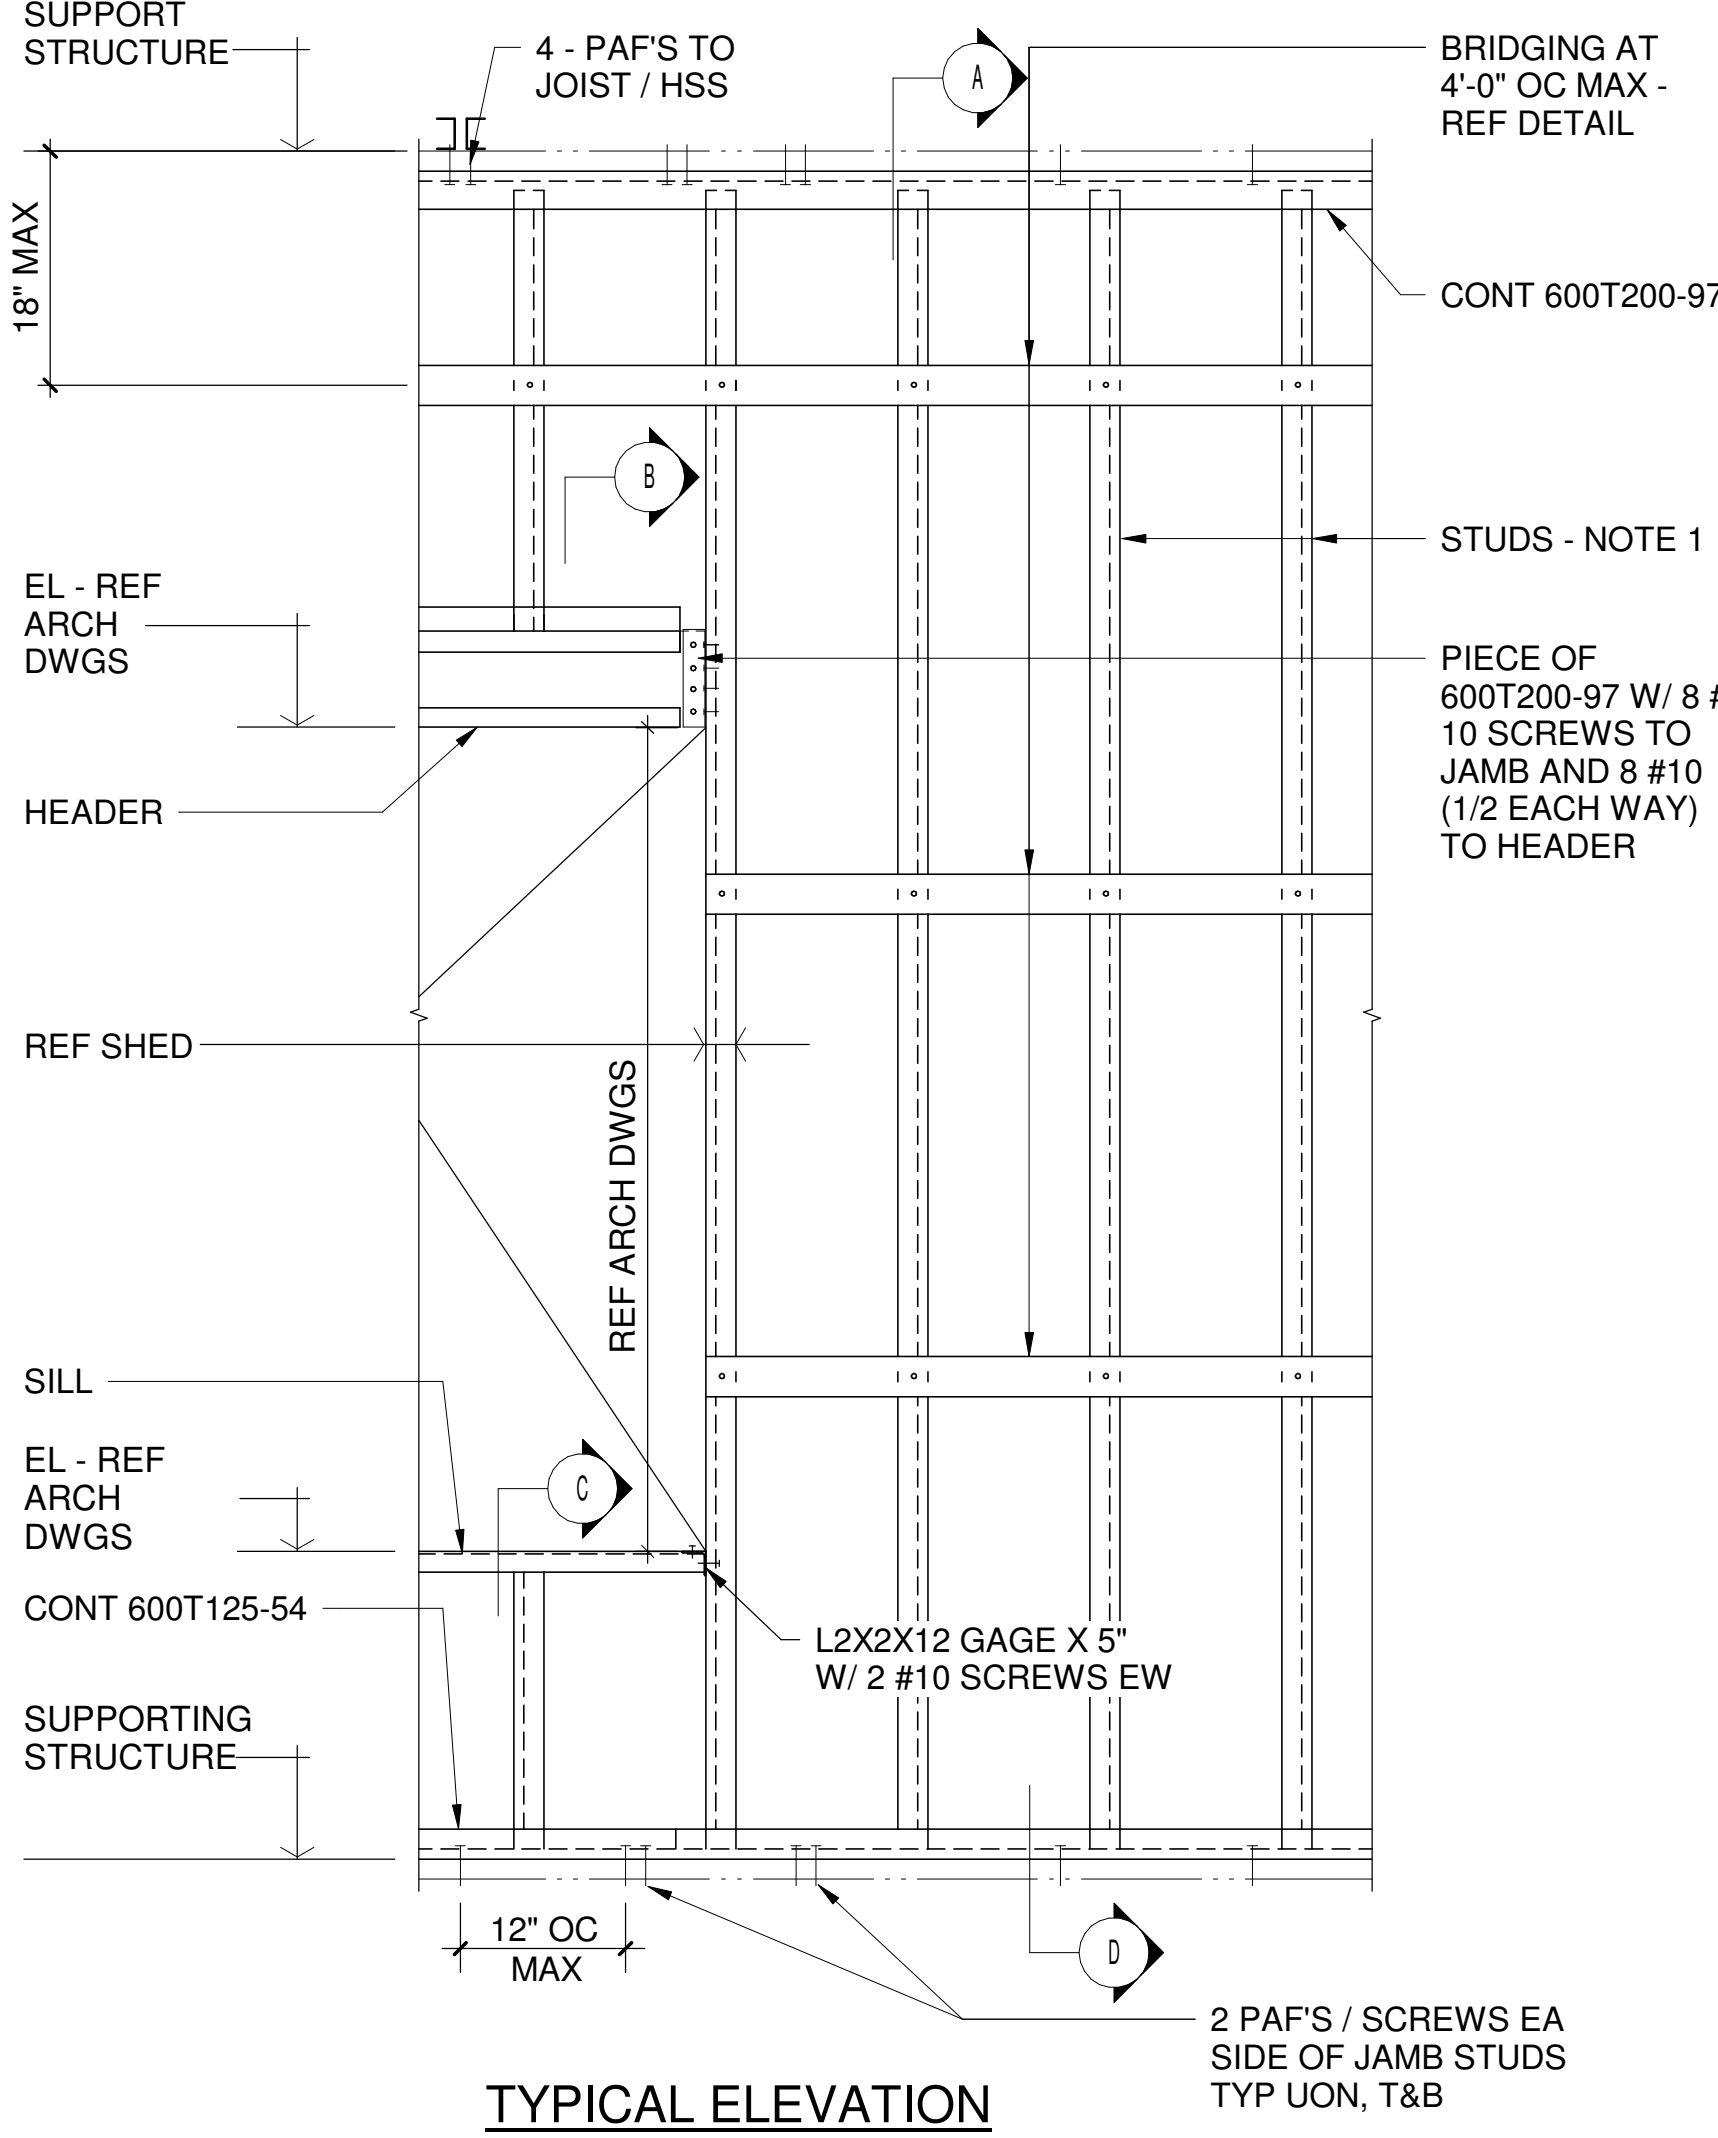 SUPPORT
STRUCTURE
4 - PAF'S TO
JOIST / HSS
A
BRIDGING AT
4'-0" OC MAX -
REF DETAIL
18" MAX
CONT 600T200-97
B
STUDS - NOTE 1
EL - REF
ARCH
DWGS
PIECE OF
600T200-97 W/ 8 #
10 SCREWS TO
JAMB AND 8 #10
(1/2 EACH WAY)
TO HEADER
HEADER
REF SHED
REF ARCH DWGS
SILL
EL - REF
ARCH
DWGS
C
CONT 600T125-54
L2X2X12 GAGE X 5"
W/ 2 #10 SCREWS EW
SUPPORTING
STRUCTURE
12" OC
MAX
D
2 PAF'S / SCREWS EA
SIDE OF JAMB STUDS
TYP UON, T&B
TYPICAL ELEVATION